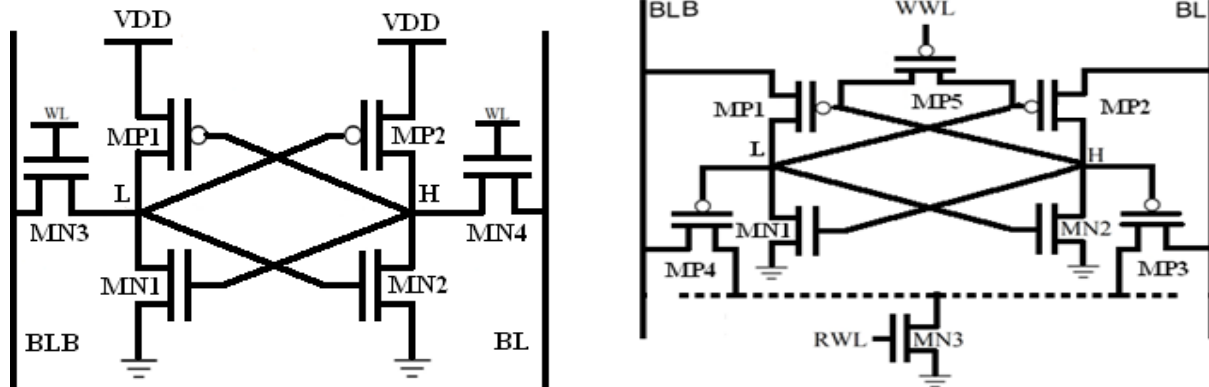 VDD
VDD
WL
MP1
MP2
WL
L
H
MN3
MN4
MN1
MN2
BLB
BL
BLB
WWL
BL
MP1
MP5
MP2
L
H
MN1
MN2
MP4
MP3
RWL
MN3